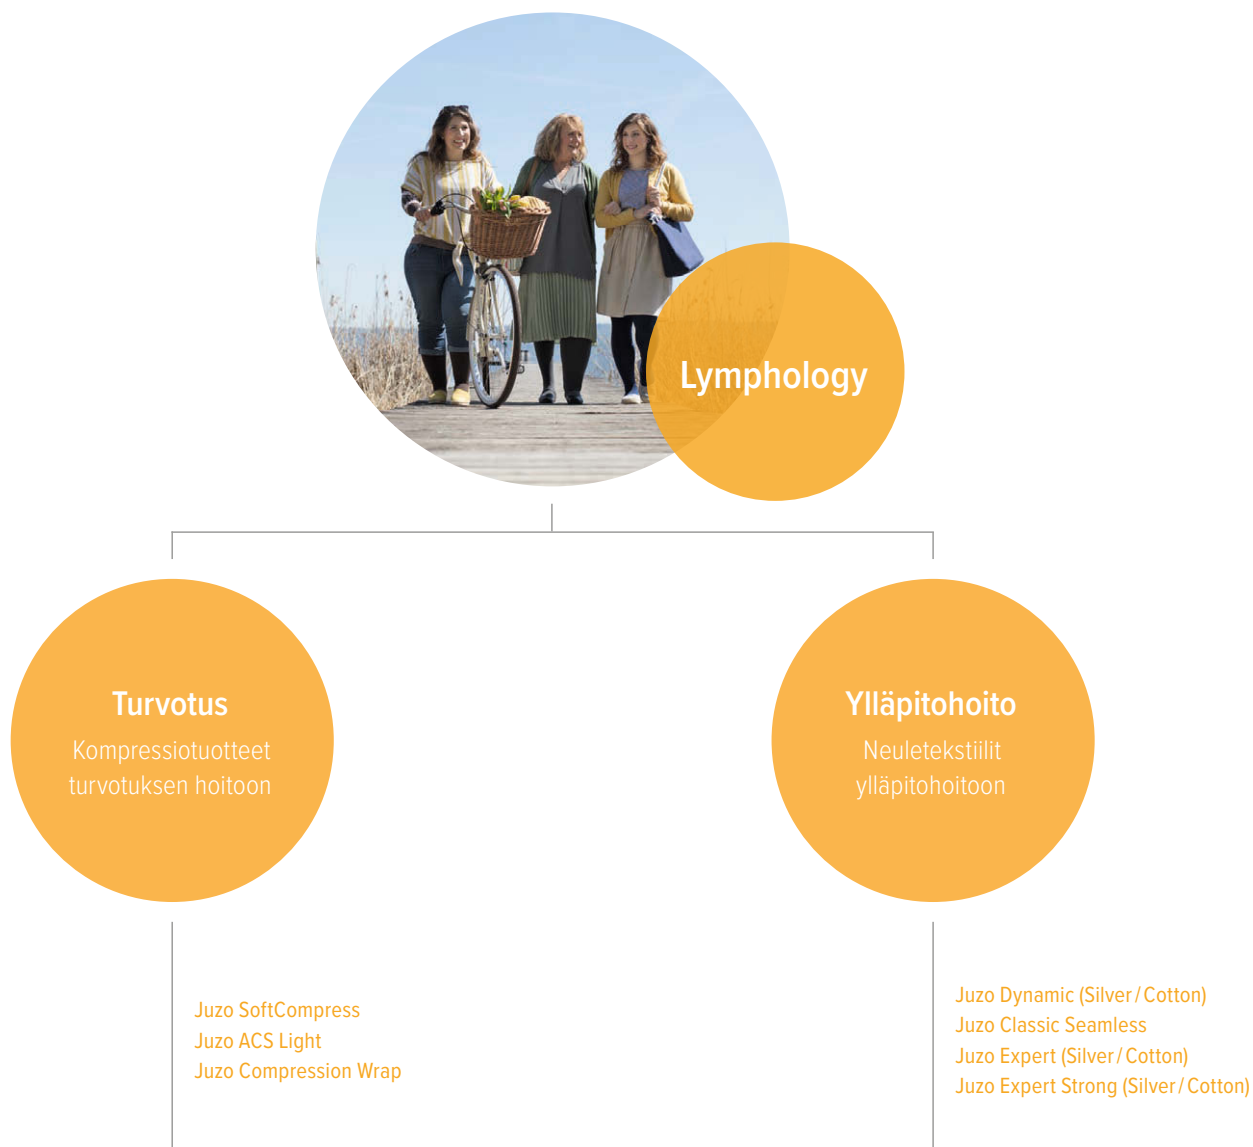 Lymphology
Turvotus
Kompressiotuotteet
turvotuksen hoitoon
Ylläpitohoito
Neuletekstiilit
ylläpitohoitoon
Juzo SoftCompress
Juzo ACS Light
Juzo Compression Wrap
Juzo Dynamic (Silver / Cotton)
Juzo Classic Seamless
Juzo Expert (Silver / Cotton)
Juzo Expert Strong (Silver / Cotton)